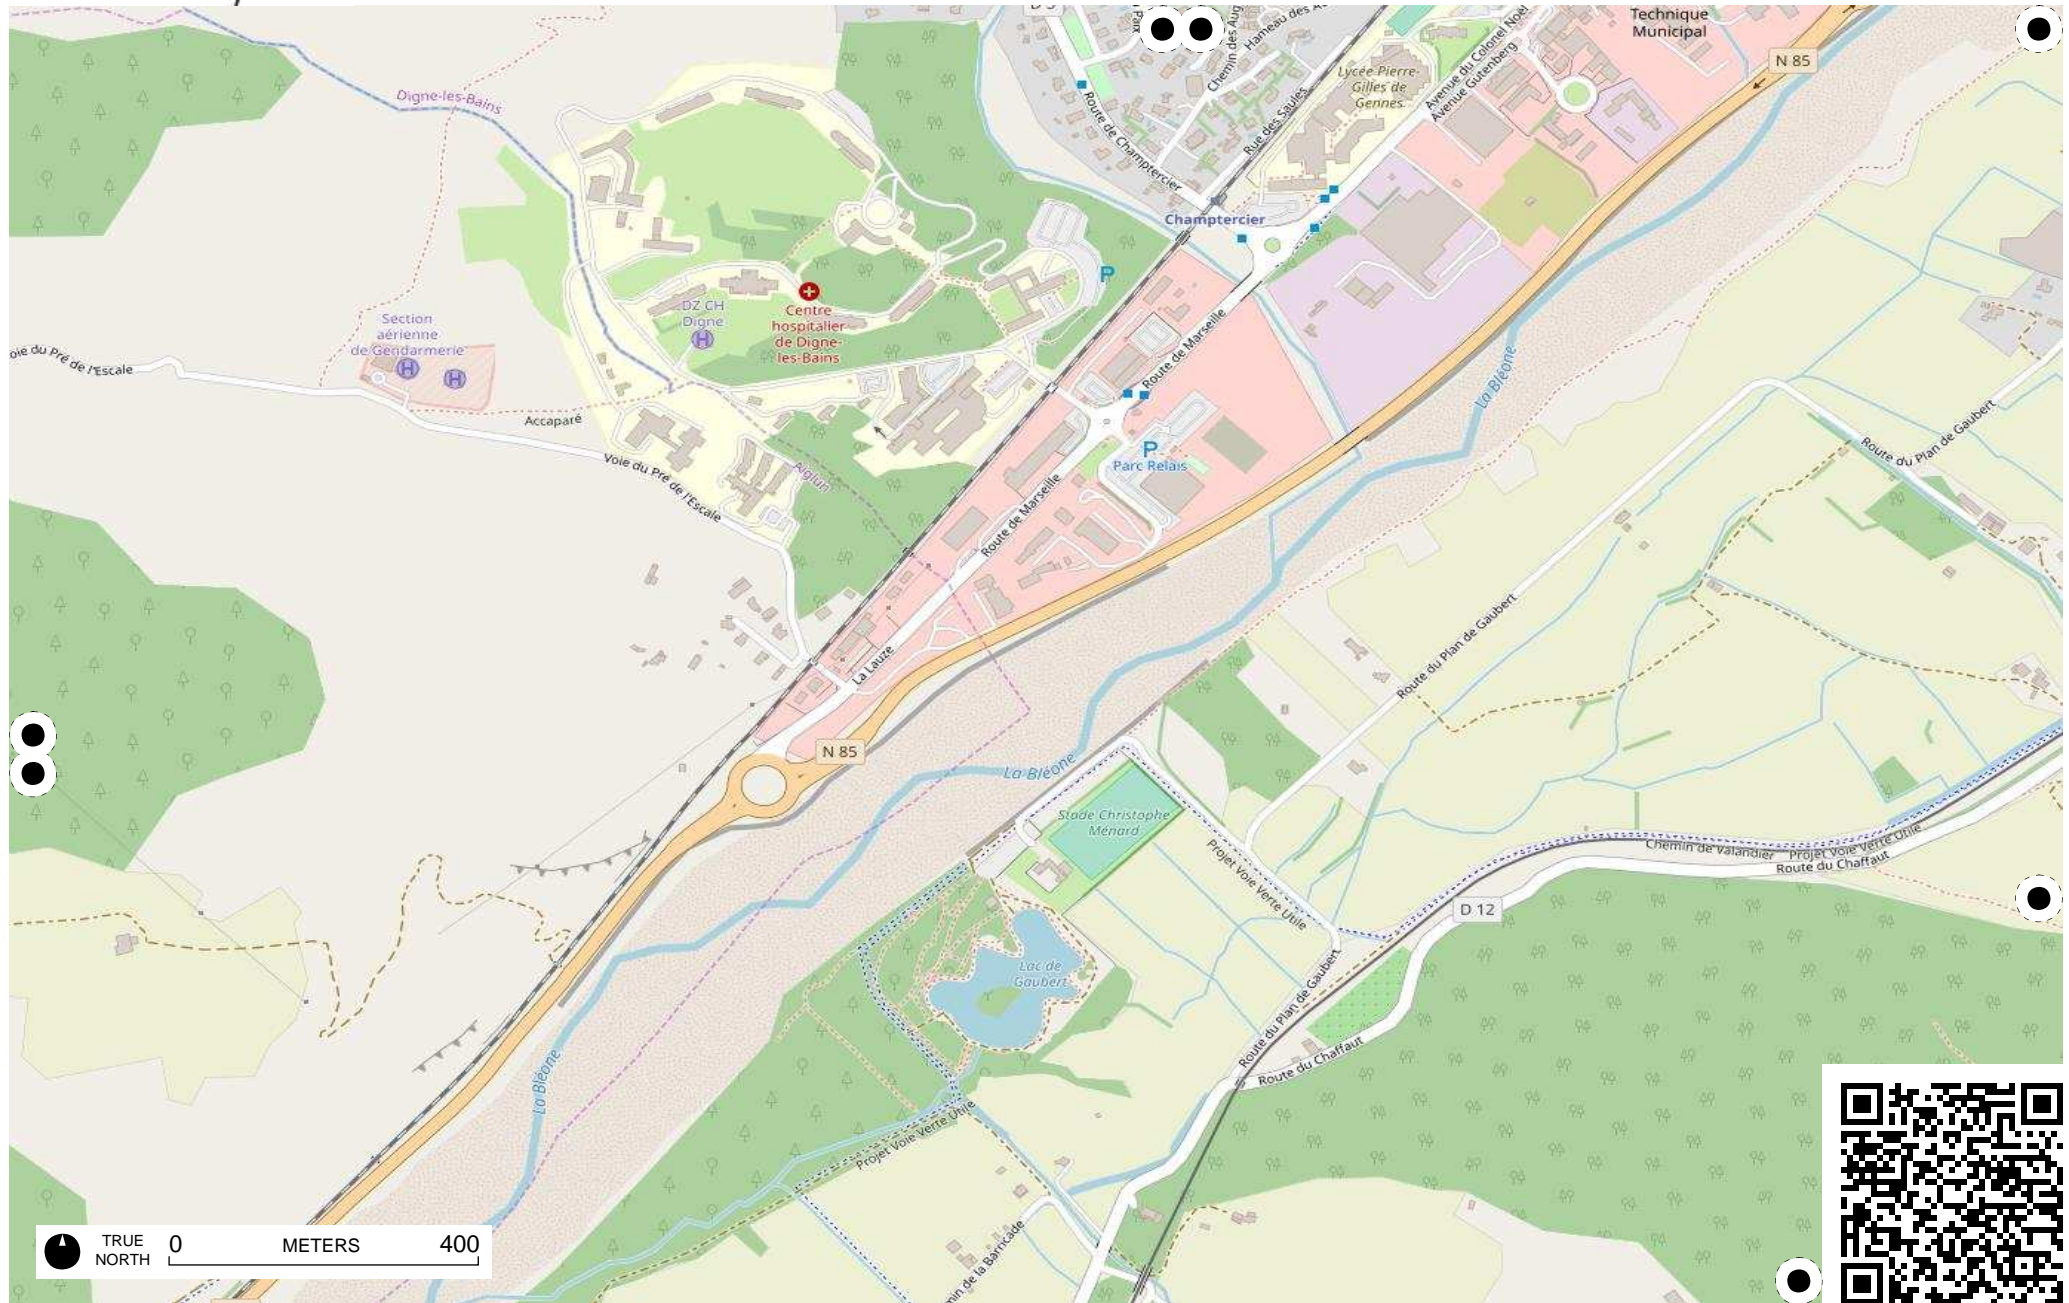 Technique
Municipal
N 85
Hameau des
Chemin des Aug
Lycée Pierre-
Gilles de
Gennes
Avenue du Colonel Noël
Avenue Gutenberg
Digne-les-Bains
Route de Champtercier
Rue des Saules
Champtercier
P
DZ CH
Digne
H
Centre
hospitalier
de Digne-
les-Bains
Section
aérienne
de Gendarmerie
H
H
oie du Pré de l'Escale
Route de Marseille
La Bléone
Accaparé
Voie du Pré de l'Escale
Aiglun
P
Parc Relais
Route du Plan de Gaubert
Route de Marseille
Route du Plan de Gaubert
La Lauze
N 85
La Bléone
Stade Christophe
Ménard
Projet Voie Verte Utile
Chemin de Valandier
Projet Voie Verte Utile
Route du Chaffaut
D 12
Lac de
Gaubert
Route du Plan de Gaubert
Route du Chaffaut
La Bléone
Projet Voie Verte Utile
min de la Barricade
TRUE
NORTH
0 METERS 400